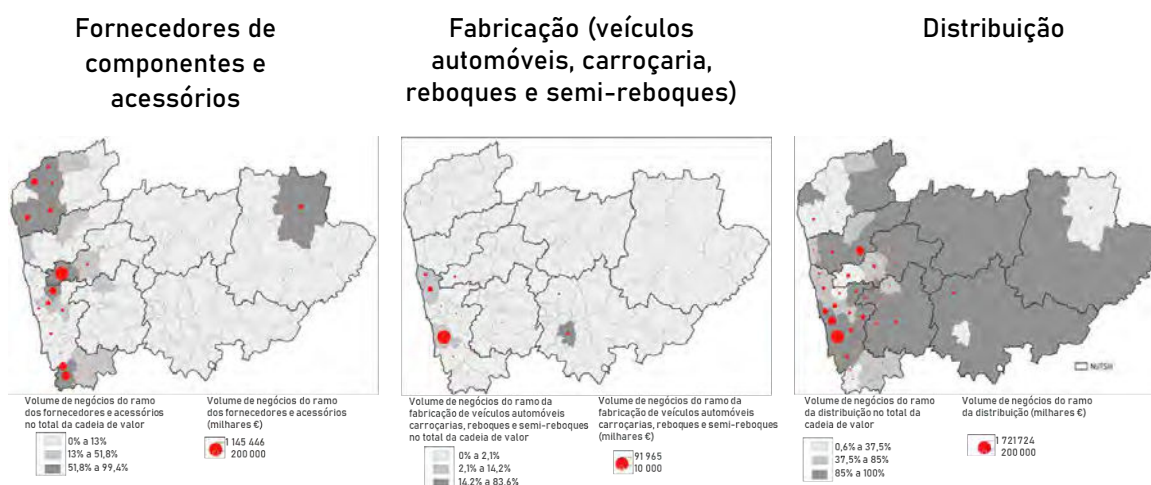 Fornecedores de
componentes e
acessórios
Fabricação (veículos
automóveis, carroçaria,
reboques e semi-reboques)
Distribuição
Volume de negócios do ramo
dos fornecedores e acessórios
no total da cadeia de valor
0% a 13%
13% a 51,8%
51,8% a 99,4%
Volume de negócios do ramo
dos fornecedores e acessórios
(milhares €)
1 145 446
200 000
Volume de negócios do ramo da
fabricação de veículos automóveis
carroçarias, reboques e semi-reboques
no total da cadeia de valor
0% a 2,1%
2,1% a 14,2%
14,2% a 83,6%
Volume de negócios do ramo da
fabricação de veículos automóveis
carroçarias, reboques e semi-reboques
(milhares €)
91 965
10 000
NUTSIII
Volume de negócios do ramo
da distribuição no total da
cadeia de valor
0,6% a 37,5%
37,5% a 85%
85% a 100%
Volume de negócios do ramo
da distribuição (milhares €)
1 721 724
200 000